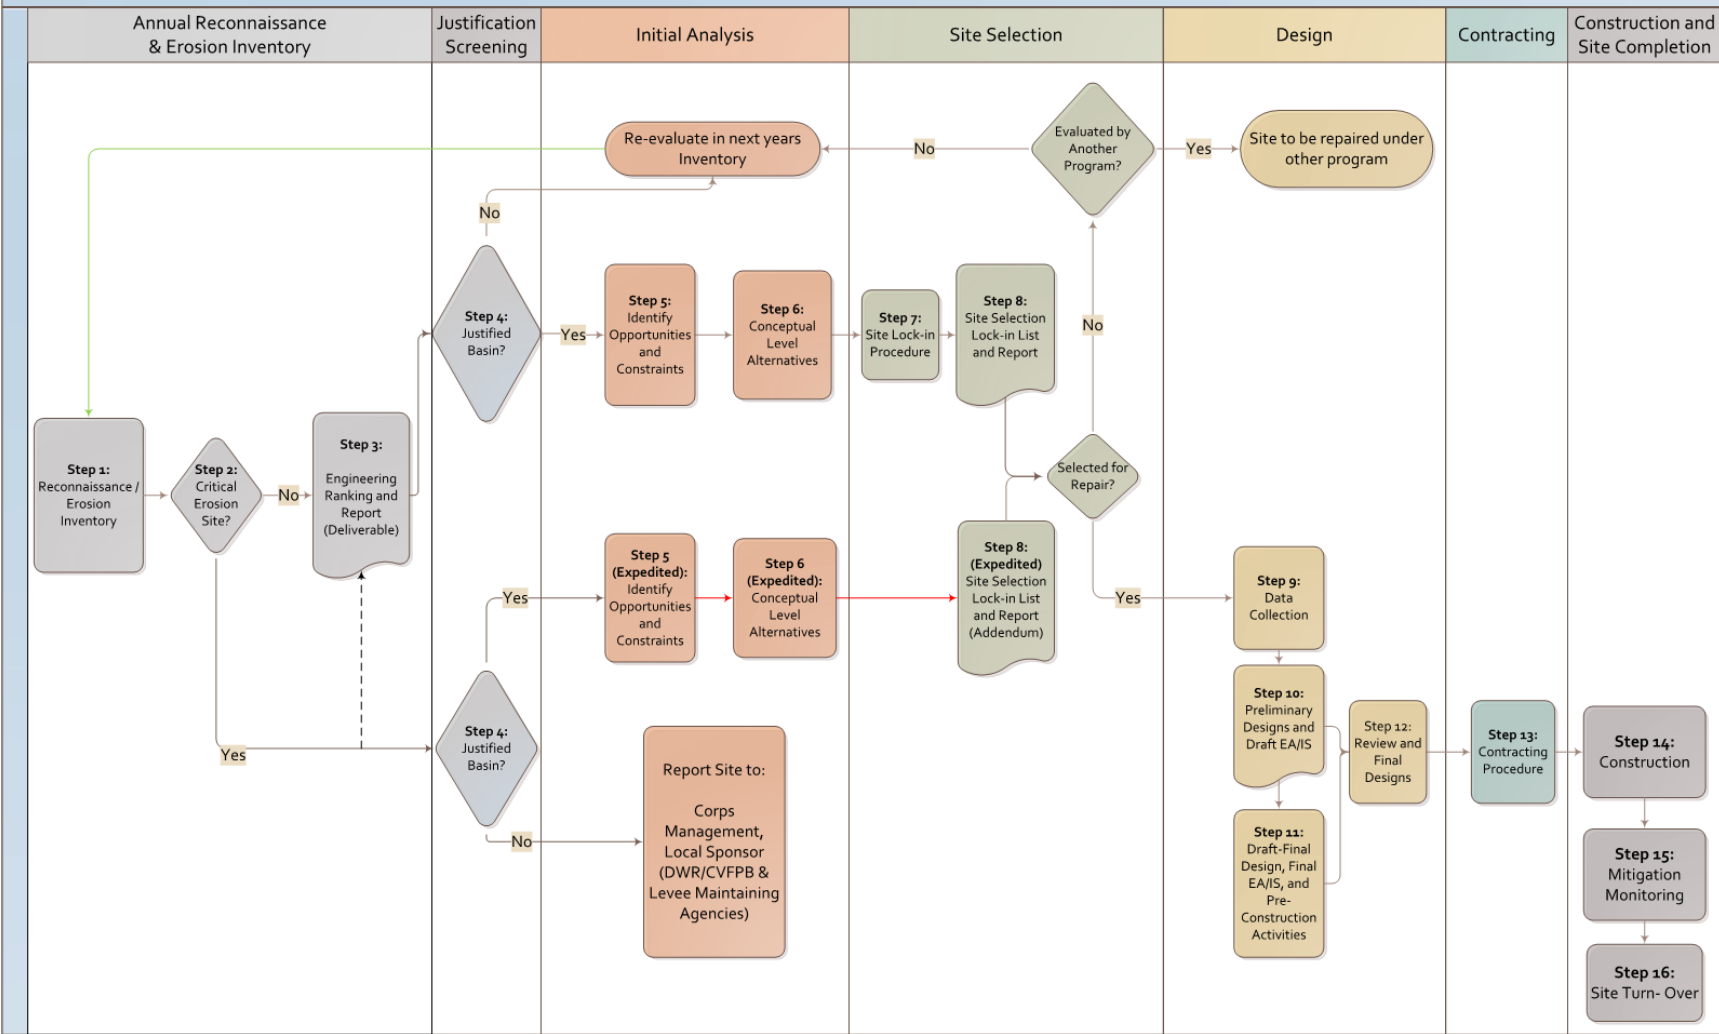 Annual Reconnaissance
& Erosion Inventory
Justification
Screening
Initial Analysis
Site Selection
Design
Contracting
Construction and
Site Completion
Re-evaluate in next years
Inventory
No
Evaluated by
Another
Program?
Yes
Site to be repaired under
other program
No
Step 4:
Justified
Basin?
Yes
Step 5:
Identify
Opportunities
and
Constraints
Step 6:
Conceptual
Level
Alternatives
Step 7:
Site Lock-in
Procedure
Step 8:
Site Selection
Lock-in List
and Report
No
Step 1:
Reconnaissance /
Erosion
Inventory
Step 2:
Critical
Erosion
Site?
No
Step 3:
Engineering
Ranking and
Report
(Deliverable)
Selected for
Repair?
Yes
Step 5
(Expedited):
Identify
Opportunities
and
Constraints
Step 6
(Expedited):
Conceptual
Level
Alternatives
Step 8:
(Expedited)
Site Selection
Lock-in List
and Report
(Addendum)
Yes
Step 9:
Data
Collection
Yes
Step 4:
Justified
Basin?
No
Report Site to:
Corps
Management,
Local Sponsor
(DWR/CVFPB &
Levee Maintaining
Agencies)
Step 10:
Preliminary
Designs and
Draft EA/IS
Step 11:
Draft-Final
Design, Final
EA/IS, and
Pre-
Construction
Activities
Step 12:
Review and
Final
Designs
Step 13:
Contracting
Procedure
Step 14:
Construction
Step 15:
Mitigation
Monitoring
Step 16:
Site Turn- Over